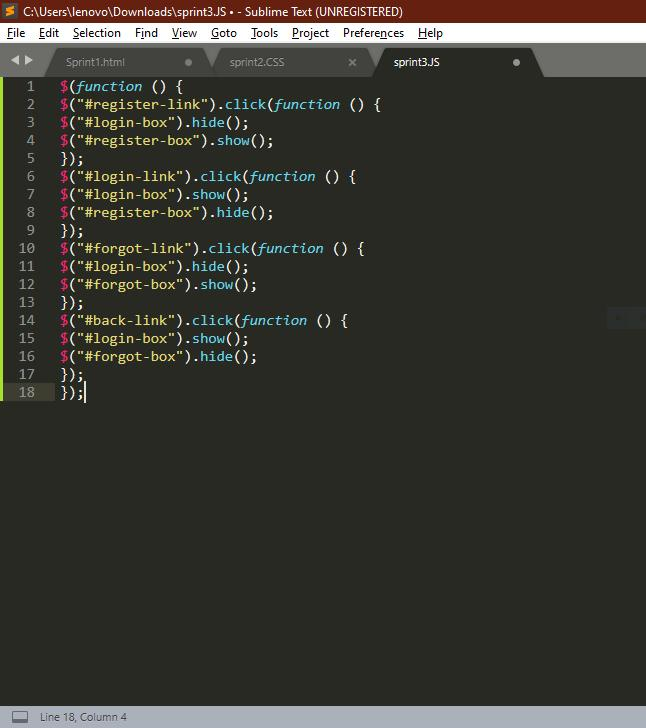 C:\Users\lenovo\Downloads\sprint3.JS • - Sublime Text (UNREGISTERED)
File Edit Selection Find View Goto Tools Project Preferences Help
Sprint1.html sprint2.CSS sprint3.JS
1 $(function () {
2 $("#register-link").click(function () {
3 $("#login-box").hide();
4 $("#register-box").show();
5 });
6 $("#login-link").click(function () {
7 $("#login-box").show();
8 $("#register-box").hide();
9 });
10 $("#forgot-link").click(function () {
11 $("#login-box").hide();
12 $("#forgot-box").show();
13 });
14 $("#back-link").click(function () {
15 $("#login-box").show();
16 $("#forgot-box").hide();
17 });
18 });
Line 18, Column 4